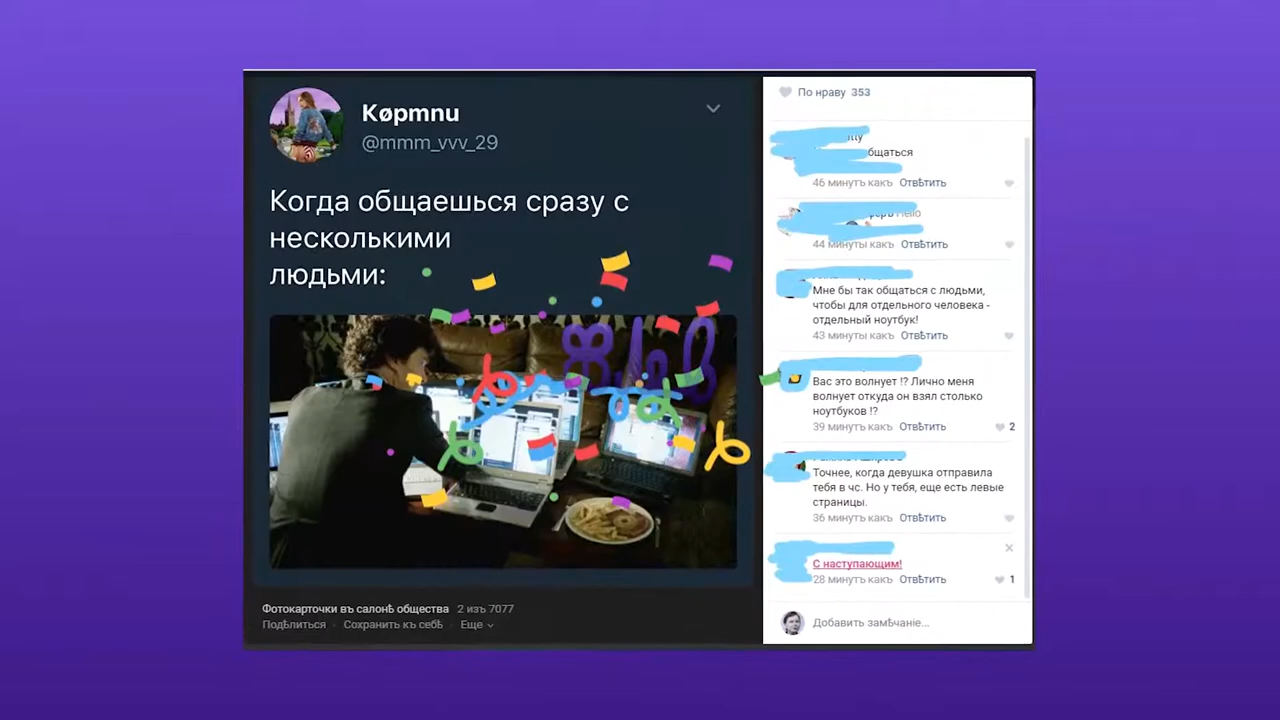 Køpmnu
@mmm_vvv_29
Когда общаешься сразу с
несколькими
людьми:
Фотокарточки въ салонѣ общества 2 изъ 7077
Подѣлиться · Сохранить къ себѣ · Еще
По нраву 353
46 минутъ какъ Отвѣтить
Hello
44 минуты какъ Отвѣтить
Мне бы так общаться с людьми,
чтобы для отдельного человека -
отдельный ноутбук!
43 минуты какъ Отвѣтить
Вас это волнует !? Лично меня
волнует откуда он взял столько
ноутбуков !?
39 минутъ какъ Отвѣтить 2
Точнее, когда девушка отправила
тебя в чс. Но у тебя, еще есть левые
страницы.
36 минутъ какъ Отвѣтить
С наступающим!
28 минутъ какъ Отвѣтить 1
Добавить замѣчаніе...